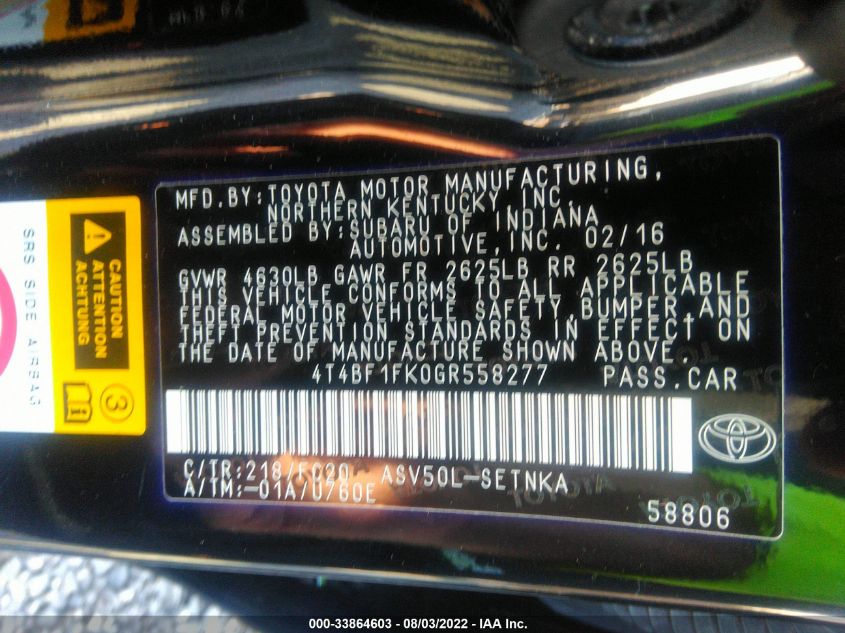 MFD.BY:TOYOTA MOTOR MANUFACTURING,
NORTHERN KENTUCKY, INC.
ASSEMBLED BY:SUBARU OF INDIANA
AUTOMOTIVE,INC. 02/16
GVWR 4630LB GAWR FR 2625LB RR 2625LB
THIS VEHICLE CONFORMS TO ALL APPLICABLE
FEDERAL MOTOR VEHICLE SAFETY,BUMPER,AND
THEFT PREVENTION STANDARDS IN EFFECT ON
THE DATE OF MANUFACTURE SHOWN ABOVE.
4T4BF1FK0GR558277 PASS.CAR
C/TR:218/FC20 ASV50L-SETNKA
A/TM:-01A/U760E
58806
SRS SIDE AIRBAG
CAUTION
ATTENTION
CAUTION
3
000-33864603 - 08/03/2022 - IAA Inc.